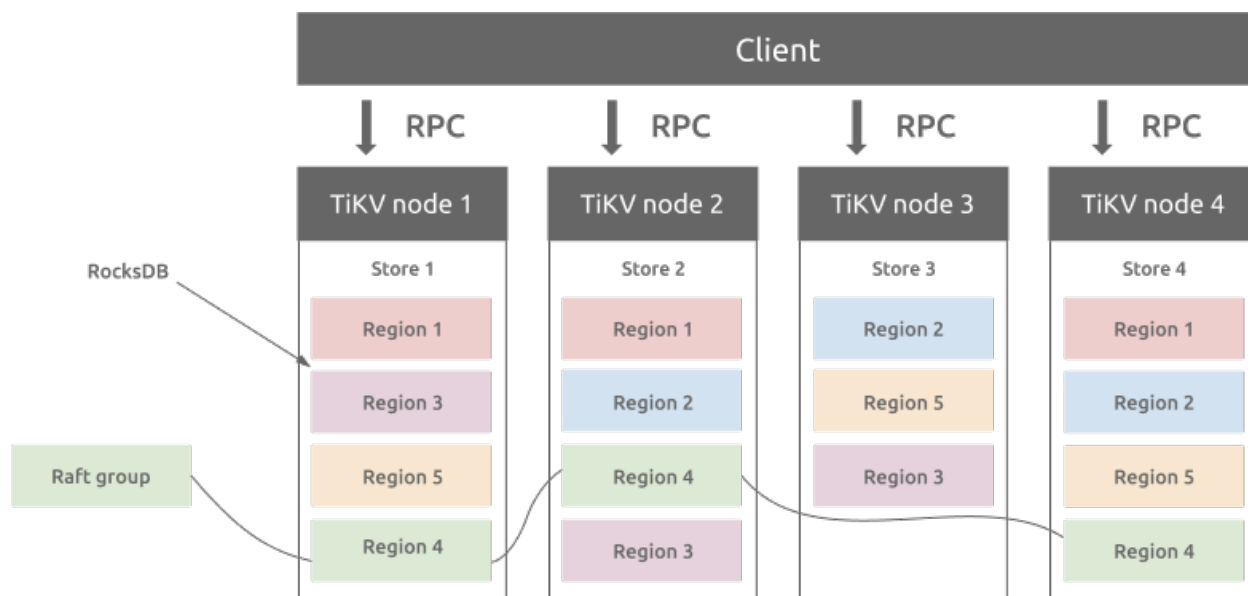 Client
RPC
RPC
RPC
RPC
TiKV node 1
TiKV node 2
TiKV node 3
TiKV node 4
RocksDB
Store 1
Store 2
Store 3
Store 4
Region 1
Region 1
Region 2
Region 1
Region 3
Region 2
Region 5
Region 2
Raft group
Region 5
Region 4
Region 3
Region 5
Region 4
Region 3
Region 4